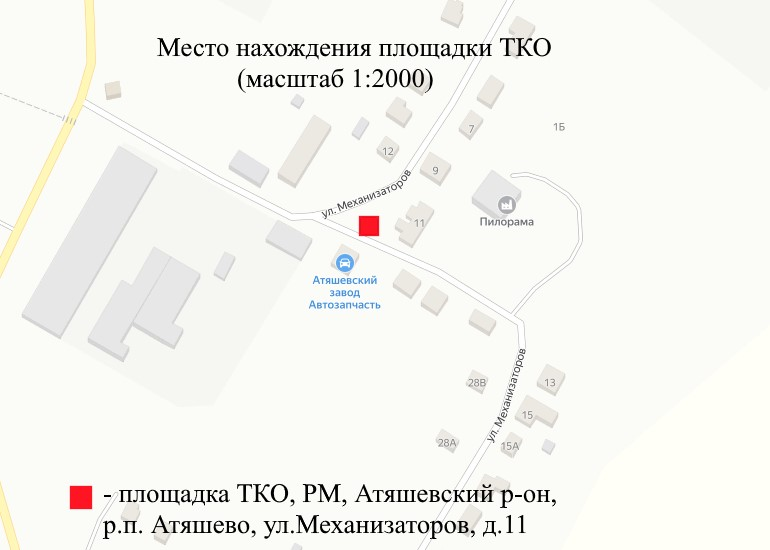 Место нахождения площадки ТКО
(масштаб 1:2000)
1Б
7
12
9
ул. Механизаторов
11
Пилорама
Атяшевский
завод
Автозапчасть
ул. Механизаторов
28В
13
15
28А
15А
- площадка ТКО, РМ, Атяшевский р-он,
р.п. Атяшево, ул.Механизаторов, д.11